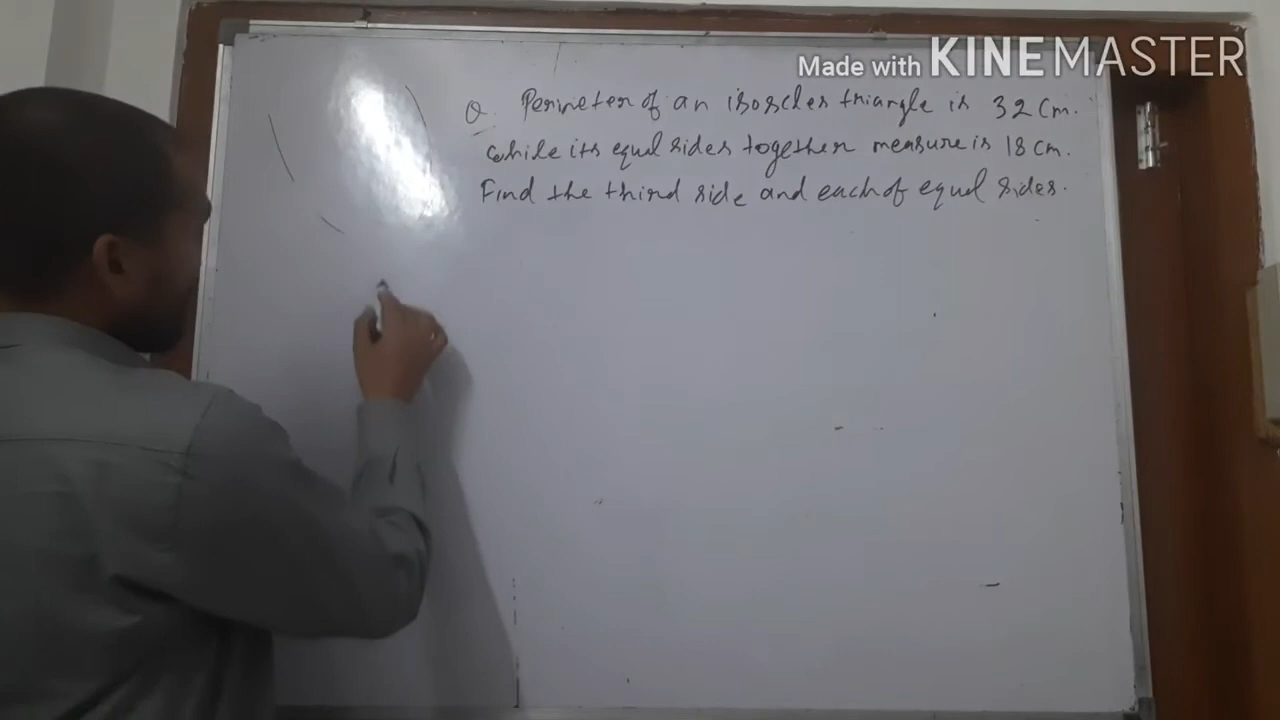 Made with KINEMASTER
Q. Perimeter of an isoscles triangle is 32 cm.
while its equal sides together measure is 18 cm.
Find the third side and each of equal sides.